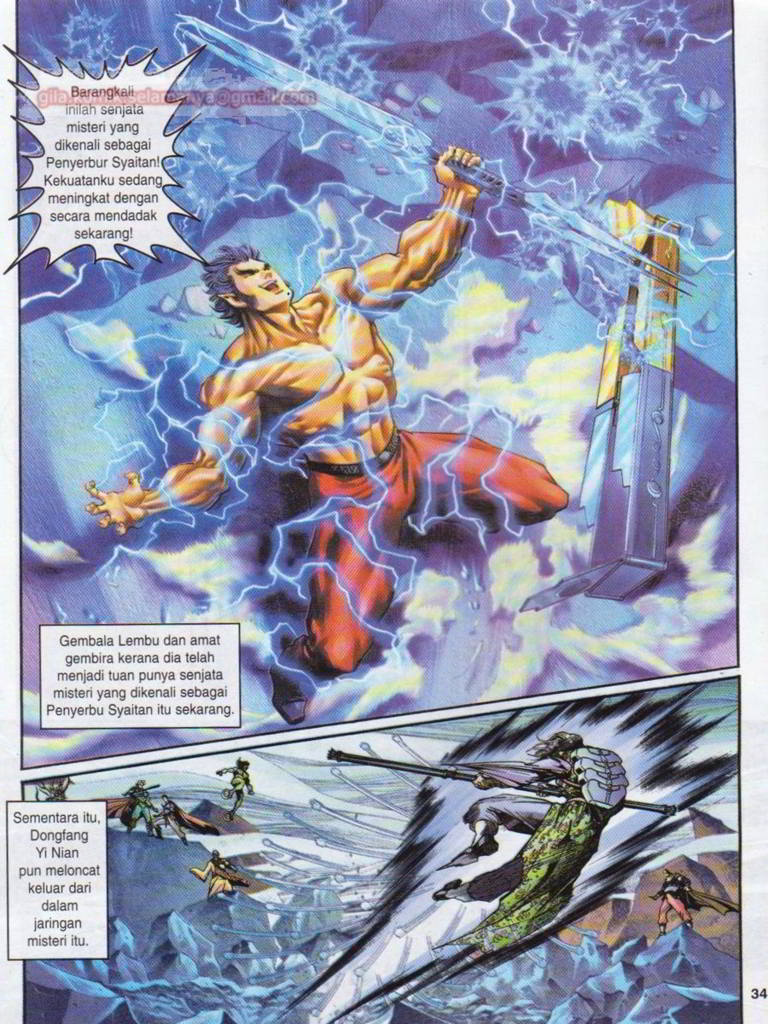 Barangkali
inilah senjata
misteri yang
dikenali sebagai
Penyerbur Syaitan!
Kekuatanku sedang
meningkat dengan
secara mendadak
sekarang!
Gembala Lembu dan amat
gembira kerana dia telah
menjadi tuan punya senjata
misteri yang dikenali sebagai
Penyerbu Syaitan itu sekarang.
Sementara itu,
Dongfang
Yi Nian
pun meloncat
keluar dari
dalam
jaringan
misteri itu.
34